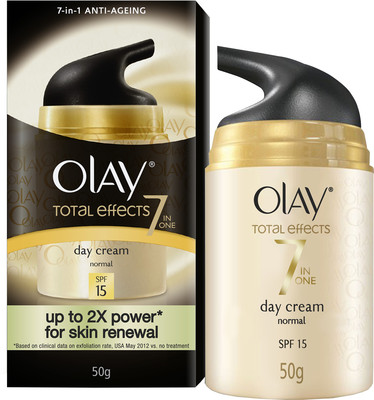 7-in-1 ANTI-AGEING
OLAY®
TOTAL effects 7 IN ONE
day cream
normal
SPF
15
up to 2X power*
for skin renewal
*Based on clinical data on exfoliation rate, USA May 2012 vs. no treatment
50g
OLAY®
TOTAL effects
7 IN ONE
day cream
normal
SPF 15
50g